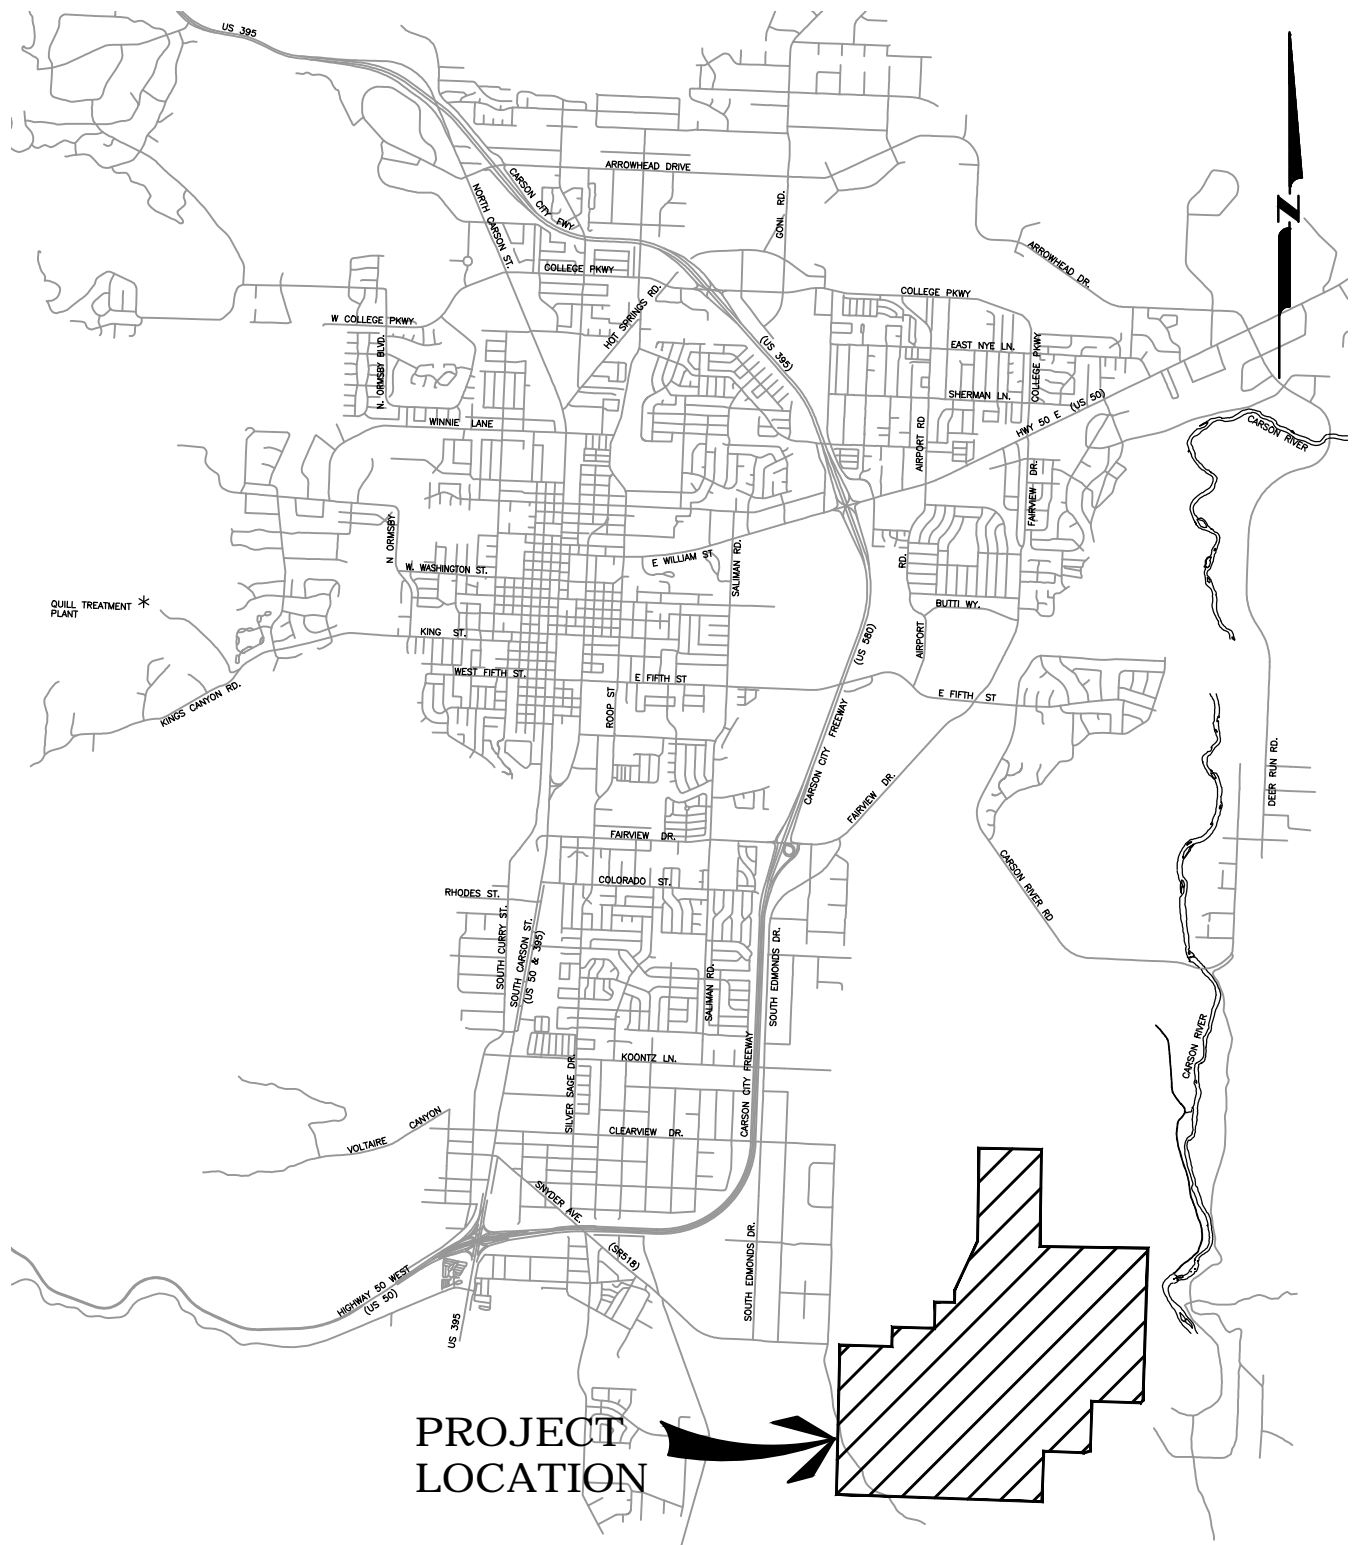 US 395
ARROWHEAD DRIVE
CARSON CITY FWY
NORTH CARSON ST.
GONI RD.
N
ARROWHEAD DR.
COLLEGE PKWY
COLLEGE PKWY
HOT SPRINGS RD.
W COLLEGE PKWY
(US 395)
N. ORMSBY BLVD.
EAST NYE LN.
COLLEGE PKWY
SHERMAN LN.
HWY 50 E (US 50)
WINNIE LANE
AIRPORT RD
CARSON RIVER
FAIRVIEW DR.
N ORMSBY
E WILLIAM ST
SALIMAN RD.
RD.
W. WASHINGTON ST.
QUILL TREATMENT
PLANT
BUTTI WY.
KING ST.
AIRPORT
(US 580)
WEST FIFTH ST.
E FIFTH ST
E FIFTH ST
KINGS CANYON RD.
ROOP ST
CARSON CITY FREEWAY
DEER RUN RD.
FAIRVIEW DR.
FAIRVIEW DR.
COLORADO ST.
RHODES ST.
CARSON RIVER RD
SOUTH CURRY ST.
SOUTH CARSON ST.
(US 50 & 395)
SALIMAN RD.
SOUTH EDMONDS DR.
KOONTZ LN.
CARSON RIVER
SILVER SAGE DR.
CARSON CITY FREEWAY
VOLTAIRE CANYON
CLEARVIEW DR.
SNYDER AVE.
(SR518)
SOUTH EDMONDS DR.
HIGHWAY 50 WEST
(US 50)
US 395
PROJECT
LOCATION